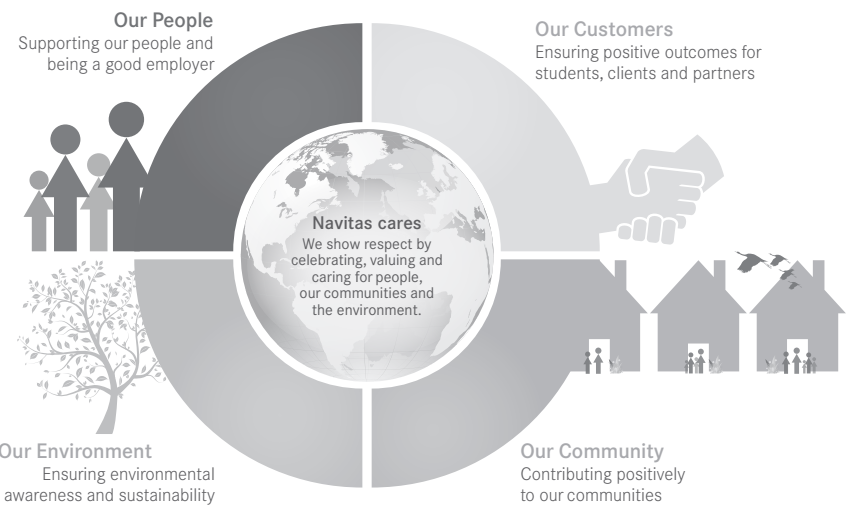 Our People
Supporting our people and
being a good employer
Our Customers
Ensuring positive outcomes for
students, clients and partners
Navitas cares
We show respect by
celebrating, valuing and
caring for people,
our communities and
the environment.
Our Environment
Ensuring environmental
awareness and sustainability
Our Community
Contributing positively
to our communities